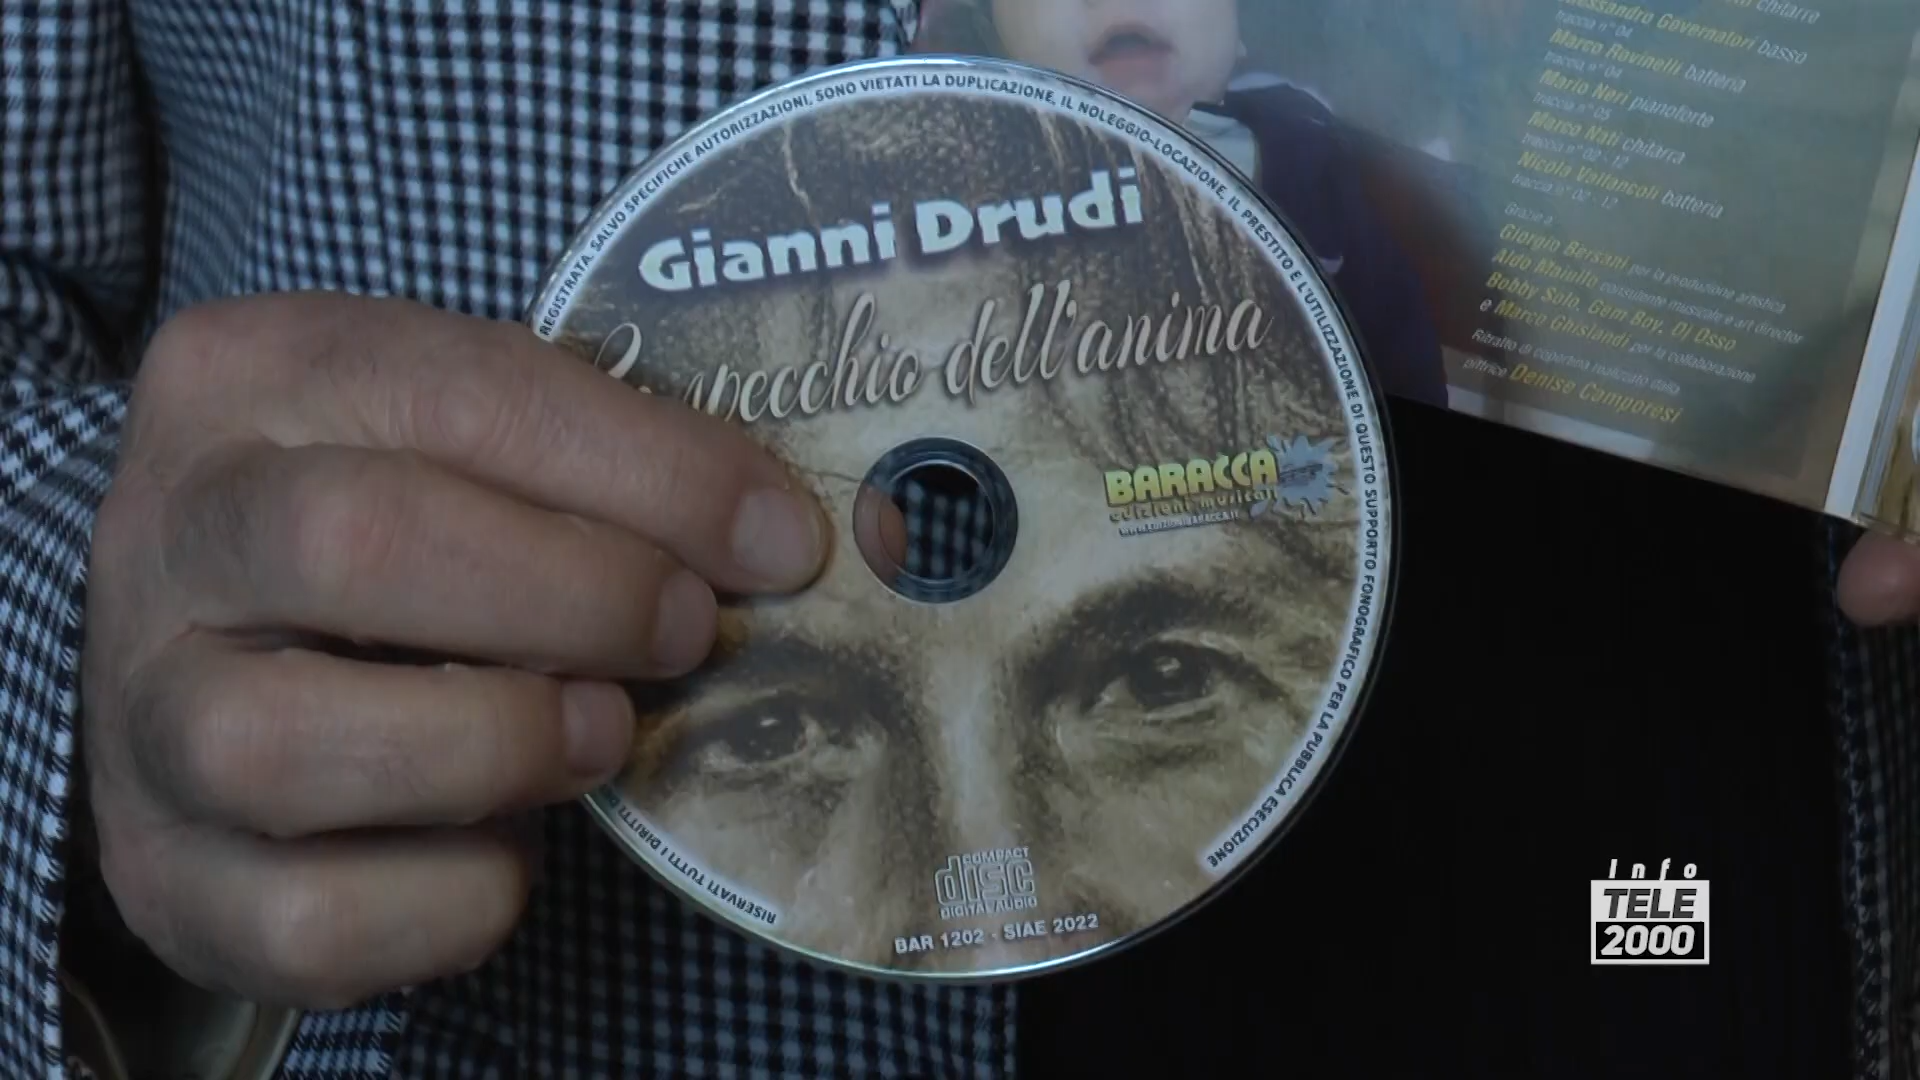 REGISTRATA. SALVO SPECIFICHE AUTORIZZAZIONI, SONO VIETATI LA DUPLICAZIONE, IL NOLEGGIO-LOCAZIONE, IL PRESTITO E L'UTILIZZAZIONE DI QUESTO SUPPORTO FONOGRAFICO PER LA PUBBLICA ESECUZIONE
Gianni Drudi
specchio dell'anima
BARACCA
edizioni musicali
WWW.EDIZIONIBARACCA.IT
COMPACT
disc
DIGITAL AUDIO
BAR 1202 - SIAE 2022
RISERVATI TUTTI I DIRITTI
chitarre
Alessandro Governatori basso
traccia n° 04
Marco Rovinelli batteria
traccia n° 04
Mario Neri pianoforte
traccia n° 05
Marco Nati chitarra
traccia n° 02 - 12
Nicola Vallancoli batteria
traccia n° 02 - 12
Grazie a
Giorgio Bersani per la produzione artistica
Aldo Maiullo consulente musicale e art director
Bobby Solo, Gem Boy, Dj Osso
e Marco Ghislandi per la collaborazione
Ritratto di copertina realizzato dalla
pittrice Denise Camporesi
Info
TELE
2000